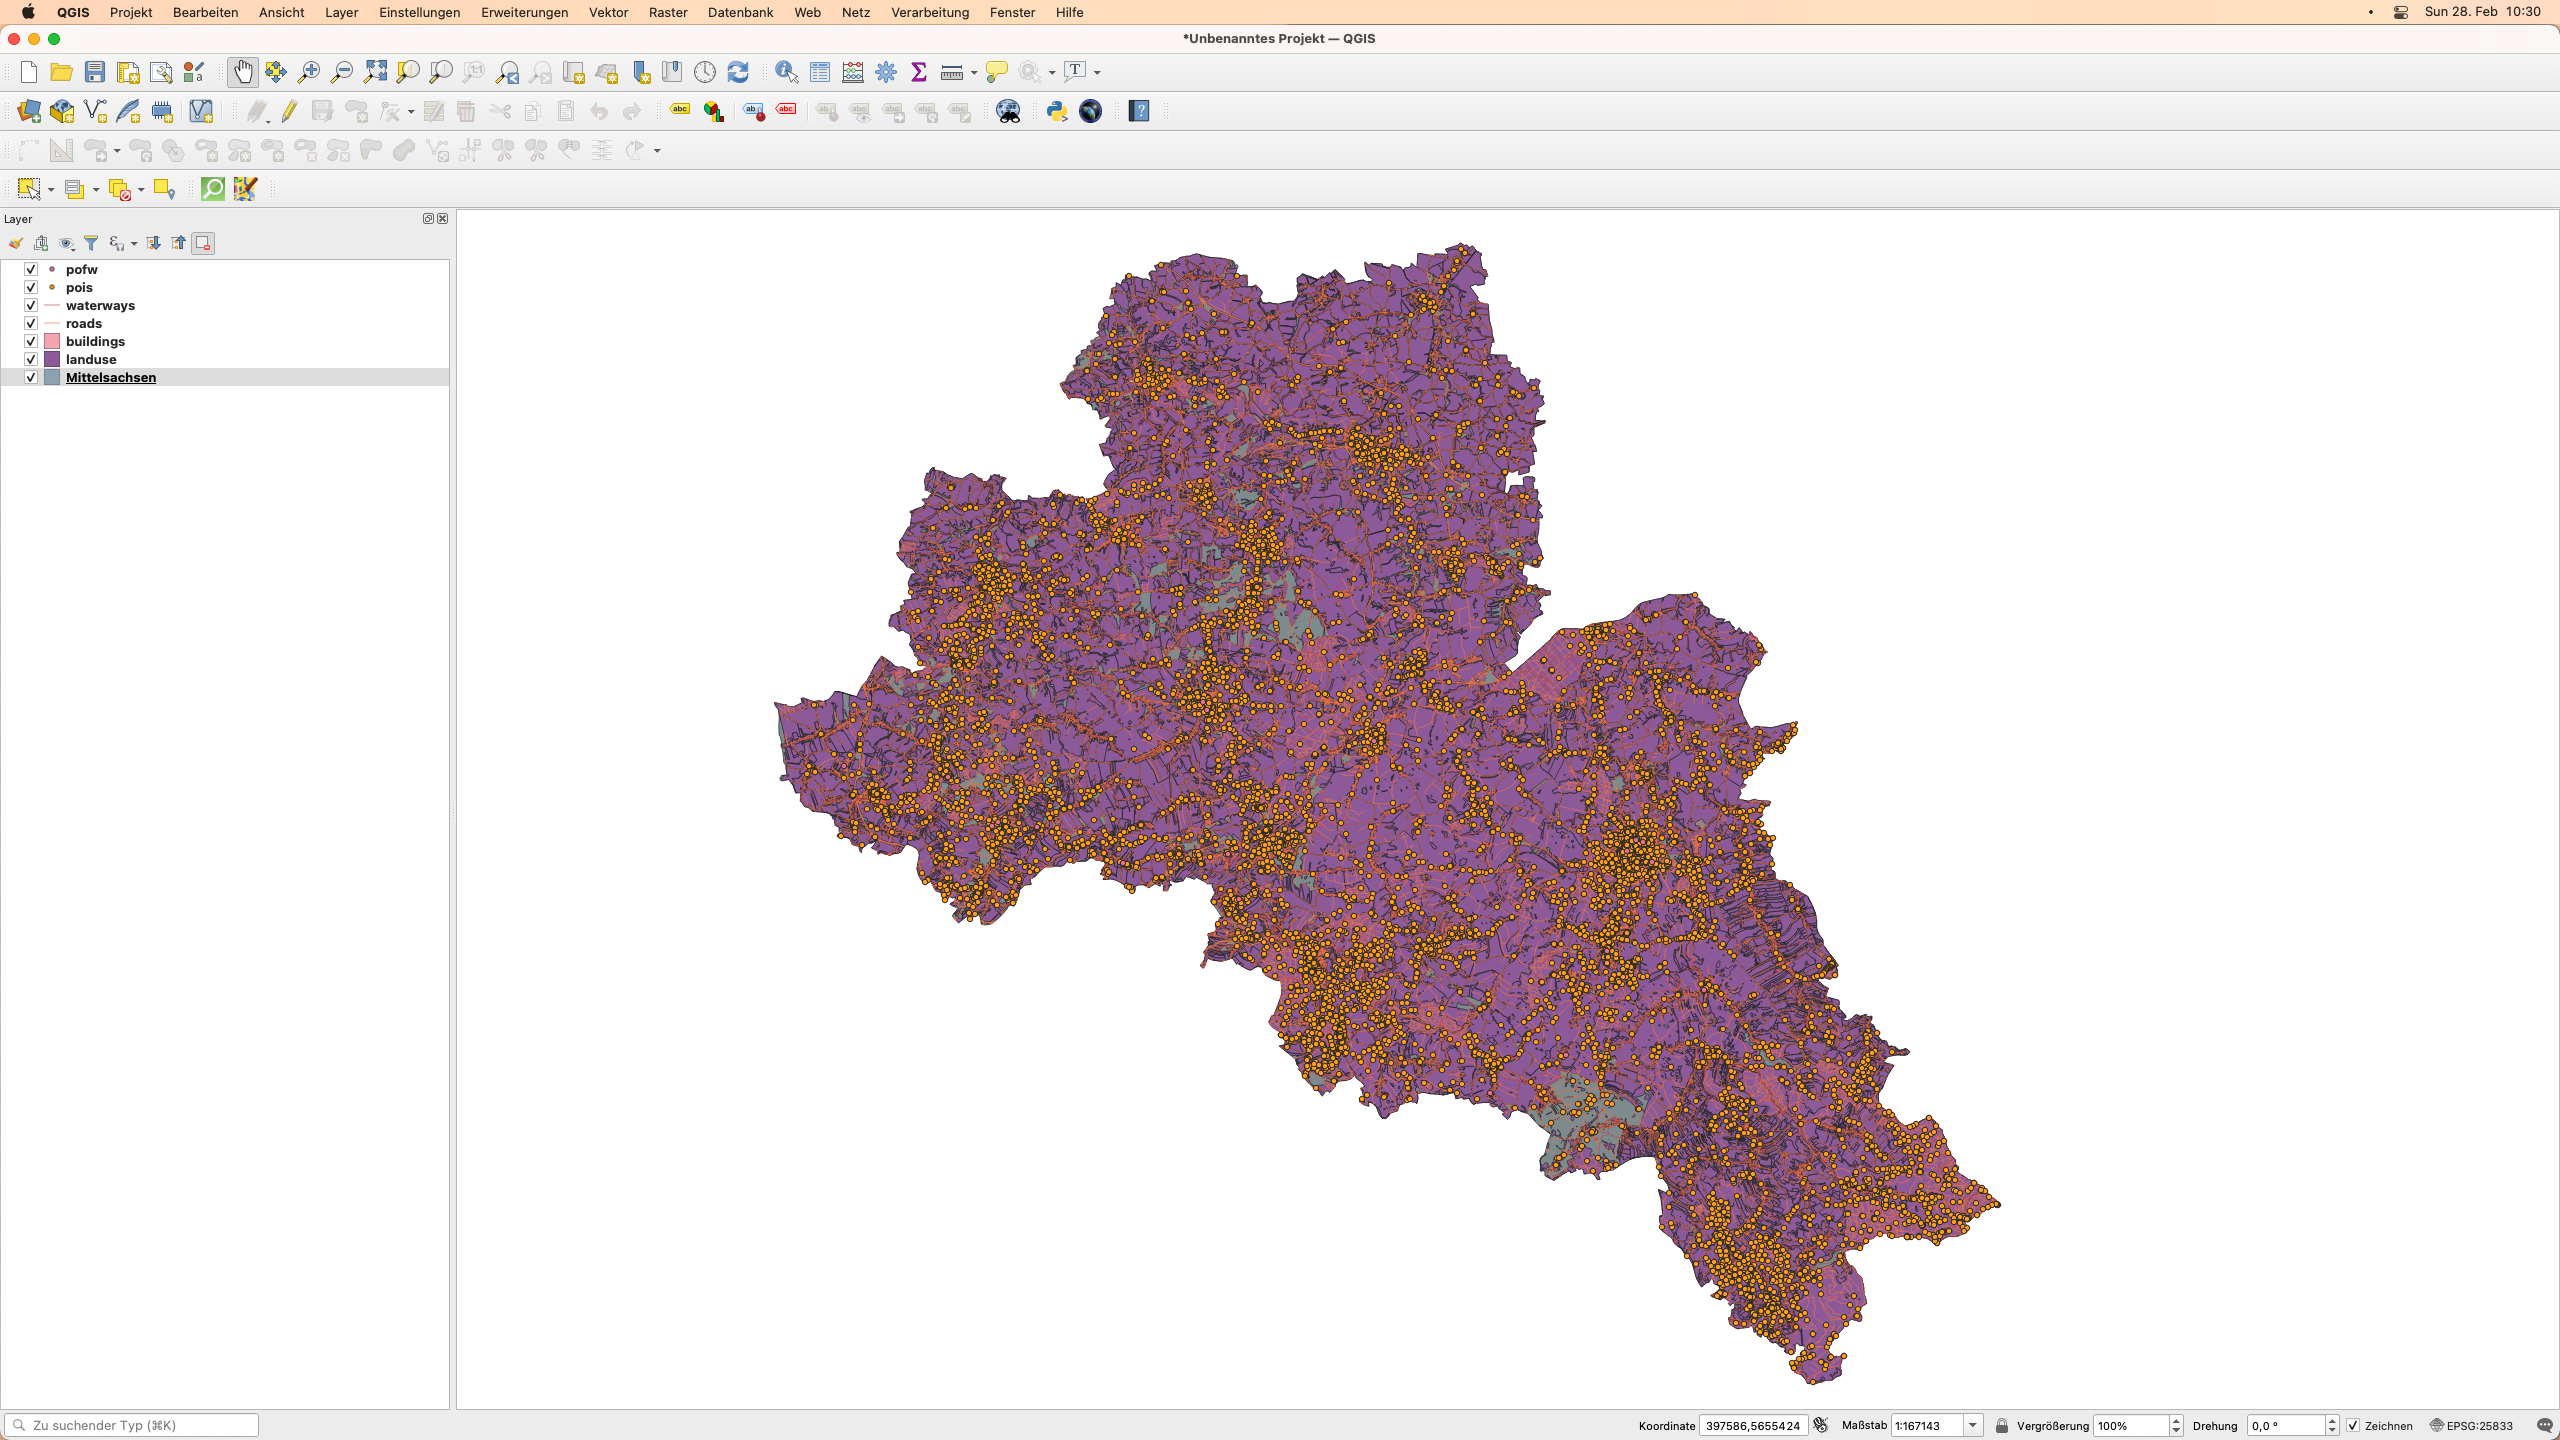 QGIS Projekt Bearbeiten Ansicht Layer Einstellungen Erweiterungen Vektor Raster Datenbank Web Netz Verarbeitung Fenster Hilfe Sun 28. Feb 10:30
*Unbenanntes Projekt — QGIS
Layer
pofw
pois
waterways
roads
buildings
landuse
Mittelsachsen
Zu suchender Typ (⌘K) Koordinate 397586,5655424 Maßstab 1:167143 Vergrößerung 100% Drehung 0,0 ° Zeichnen EPSG:25833